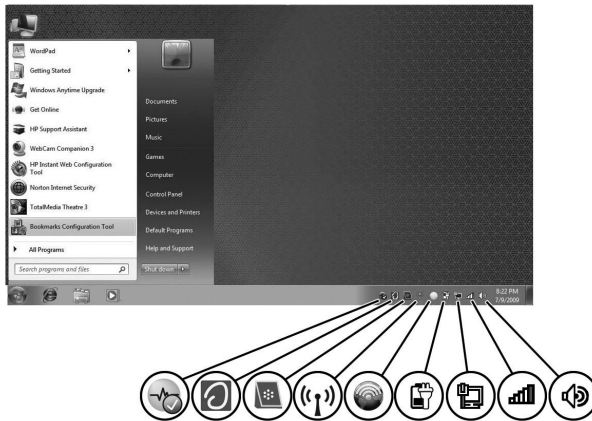 WordPad
Getting Started
Windows Anytime Upgrade
Get Online
HP Support Assistant
WebCam Companion 3
HP Instant Web Configuration
Tool
Norton Internet Security
TotalMedia Theatre 3
Bookmarks Configuration Tool
All Programs
Search programs and files
Documents
Pictures
Music
Games
Computer
Control Panel
Devices and Printers
Default Programs
Help and Support
Shut down
8:22 PM
7/9/2009